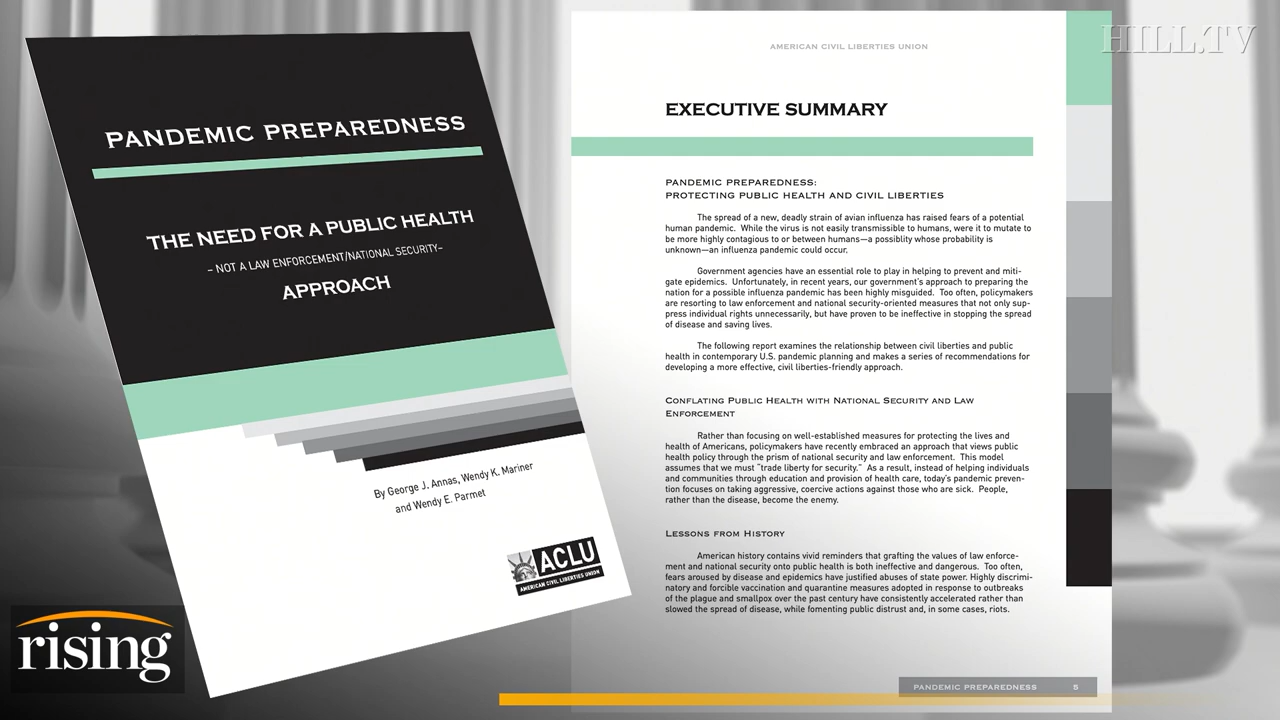 PANDEMIC PREPAREDNESS
THE NEED FOR A PUBLIC HEALTH
– NOT A LAW ENFORCEMENT/NATIONAL SECURITY–
APPROACH
By George J. Annas, Wendy K. Mariner
and Wendy E. Parmet
ACLU
AMERICAN CIVIL LIBERTIES UNION
rising
HILL.TV
AMERICAN CIVIL LIBERTIES UNION
EXECUTIVE SUMMARY
PANDEMIC PREPAREDNESS:
PROTECTING PUBLIC HEALTH AND CIVIL LIBERTIES
The spread of a new, deadly strain of avian influenza has raised fears of a potential
human pandemic. While the virus is not easily transmissible to humans, were it to mutate to
be more highly contagious to or between humans—a possiblity whose probability is
unknown—an influenza pandemic could occur.
Government agencies have an essential role to play in helping to prevent and miti-
gate epidemics. Unfortunately, in recent years, our government's approach to preparing the
nation for a possible influenza pandemic has been highly misguided. Too often, policymakers
are resorting to law enforcement and national security-oriented measures that not only sup-
press individual rights unnecessarily, but have proven to be ineffective in stopping the spread
of disease and saving lives.
The following report examines the relationship between civil liberties and public
health in contemporary U.S. pandemic planning and makes a series of recommendations for
developing a more effective, civil liberties-friendly approach.
CONFLATING PUBLIC HEALTH WITH NATIONAL SECURITY AND LAW
ENFORCEMENT
Rather than focusing on well-established measures for protecting the lives and
health of Americans, policymakers have recently embraced an approach that views public
health policy through the prism of national security and law enforcement. This model
assumes that we must "trade liberty for security." As a result, instead of helping individuals
and communities through education and provision of health care, today's pandemic preven-
tion focuses on taking aggressive, coercive actions against those who are sick. People,
rather than the disease, become the enemy.
LESSONS FROM HISTORY
American history contains vivid reminders that grafting the values of law enforce-
ment and national security onto public health is both ineffective and dangerous. Too often,
fears aroused by disease and epidemics have justified abuses of state power. Highly discrimi-
natory and forcible vaccination and quarantine measures adopted in response to outbreaks
of the plague and smallpox over the past century have consistently accelerated rather than
slowed the spread of disease, while fomenting public distrust and, in some cases, riots.
PANDEMIC PREPAREDNESS 5